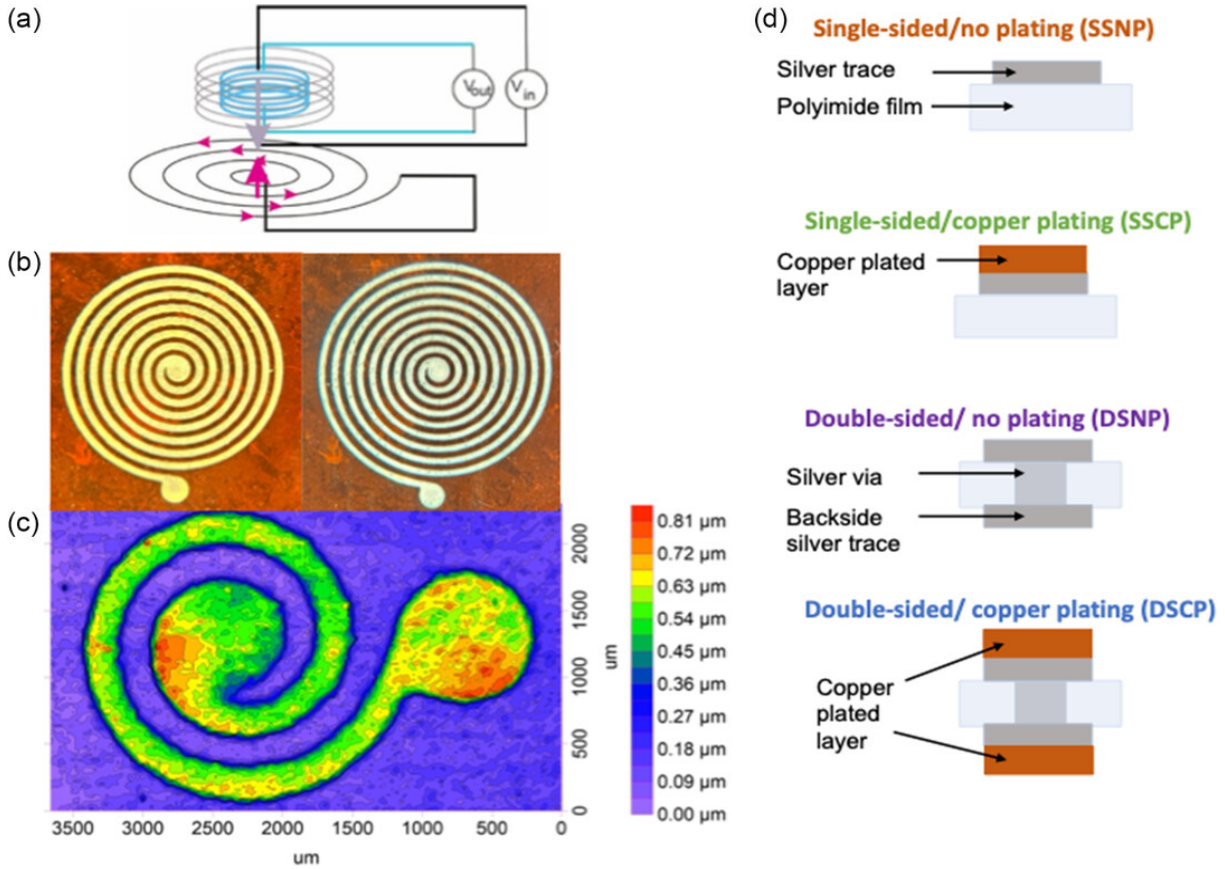 (a)
Vout
Vin
(b)
(c)
0.81 µm
0.72 µm
0.63 µm
0.54 µm
0.45 µm
0.36 µm
0.27 µm
0.18 µm
0.09 µm
0.00 µm
2000
1500
1000
500
0
um
3500
3000
2500
2000
1500
1000
500
0
um
(d)
Single-sided/no plating (SSNP)
Silver trace
Polyimide film
Single-sided/copper plating (SSCP)
Copper plated
layer
Double-sided/ no plating (DSNP)
Silver via
Backside
silver trace
Double-sided/ copper plating (DSCP)
Copper
plated
layer